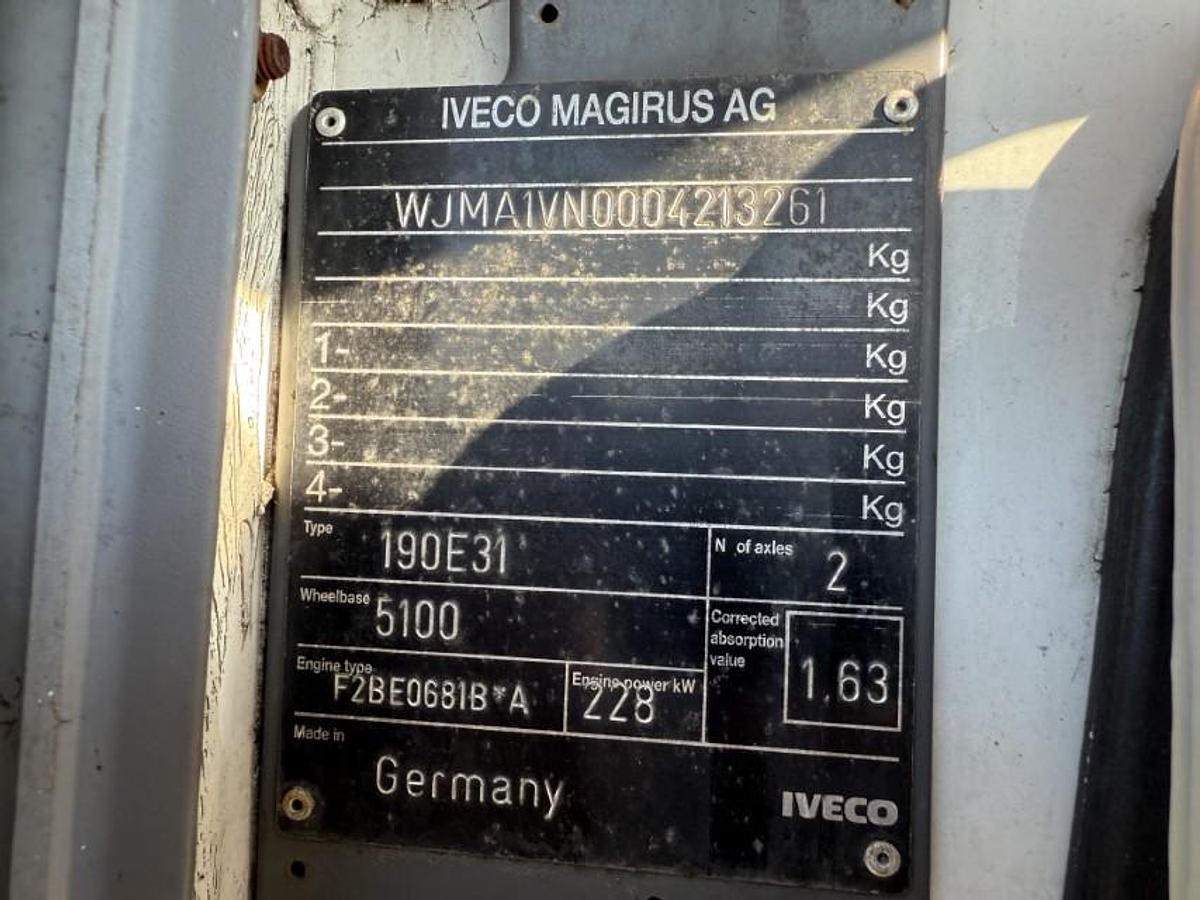 IVECO MAGIRUS AG
WJMA1VN0004213261
Kg
Kg
1- Kg
2- Kg
3- Kg
4- Kg
Type 190E31 N of axles 2
Wheelbase 5100 Corrected absorption value 1.63
Engine type F2BE0681B*A Engine power kW 228
Made in Germany
IVECO